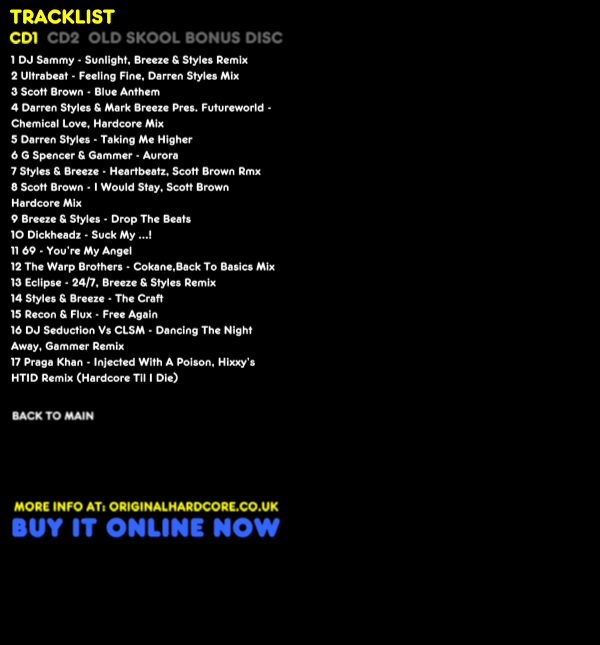 TRACKLIST
CD1 CD2 OLD SKOOL BONUS DISC
1 DJ Sammy - Sunlight, Breeze & Styles Remix
2 Ultrabeat - Feeling Fine, Darren Styles Mix
3 Scott Brown - Blue Anthem
4 Darren Styles & Mark Breeze Pres. Futureworld -
Chemical Love, Hardcore Mix
5 Darren Styles - Taking Me Higher
6 G Spencer & Gammer - Aurora
7 Styles & Breeze - Heartbeatz, Scott Brown Rmx
8 Scott Brown - I Would Stay, Scott Brown
Hardcore Mix
9 Breeze & Styles - Drop The Beats
10 Dickheadz - Suck My ...!
11 69 - You're My Angel
12 The Warp Brothers - Cokane,Back To Basics Mix
13 Eclipse - 24/7, Breeze & Styles Remix
14 Styles & Breeze - The Craft
15 Recon & Flux - Free Again
16 DJ Seduction Vs CLSM - Dancing The Night
Away, Gammer Remix
17 Praga Khan - Injected With A Poison, Hixxy's
HTID Remix (Hardcore Til I Die)
BACK TO MAIN
MORE INFO AT: ORIGINALHARDCORE.CO.UK
BUY IT ONLINE NOW